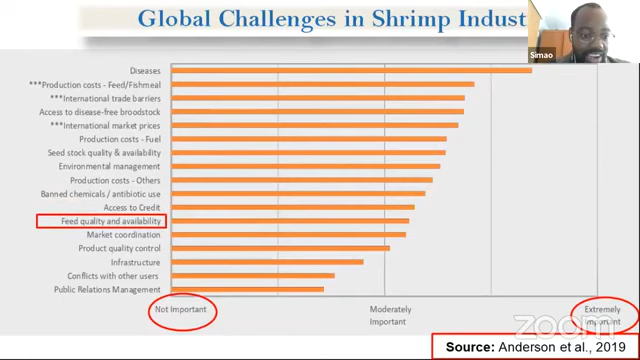 Global Challenges in Shrimp Indust
Simao
Diseases
***Production costs - Feed/Fishmeal
***International trade barriers
Access to disease-free broodstock
***International market prices
Production costs - Fuel
Seed stock quality & availability
Environmental management
Production costs - Others
Banned chemicals / antibiotic use
Access to Credit
Feed quality and availability
Market coordination
Product quality control
Infrastructure
Conflicts with other users
Public Relations Management
Not Important
Moderately
Important
Extremely
Important
zoom
Source: Anderson et al., 2019